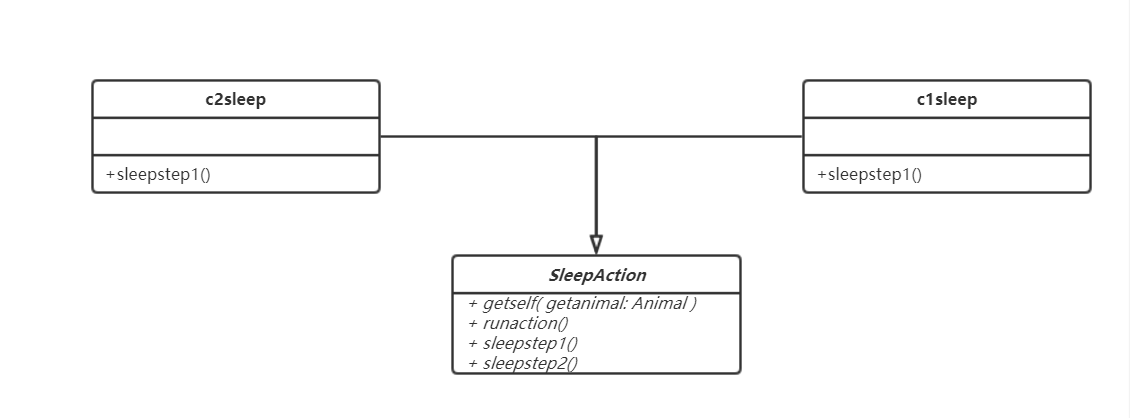 c2sleep
+sleepstep1()
c1sleep
+sleepstep1()
SleepAction
+ getself( getanimal: Animal )
+ runaction()
+ sleepstep1()
+ sleepstep2()